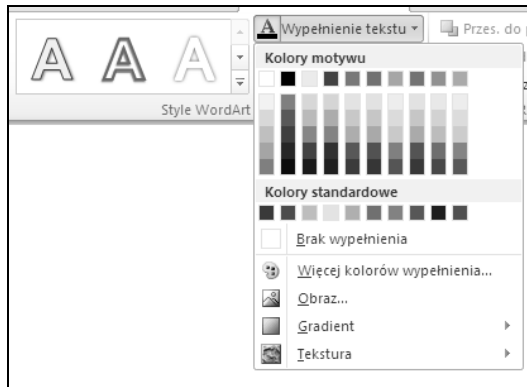 A A A
A Wypełnienie tekstu
Przes. do
Style WordArt
Kolory motywu
Kolory standardowe
Brak wypełnienia
Więcej kolorów wypełnienia...
Obraz...
Gradient
Tekstura